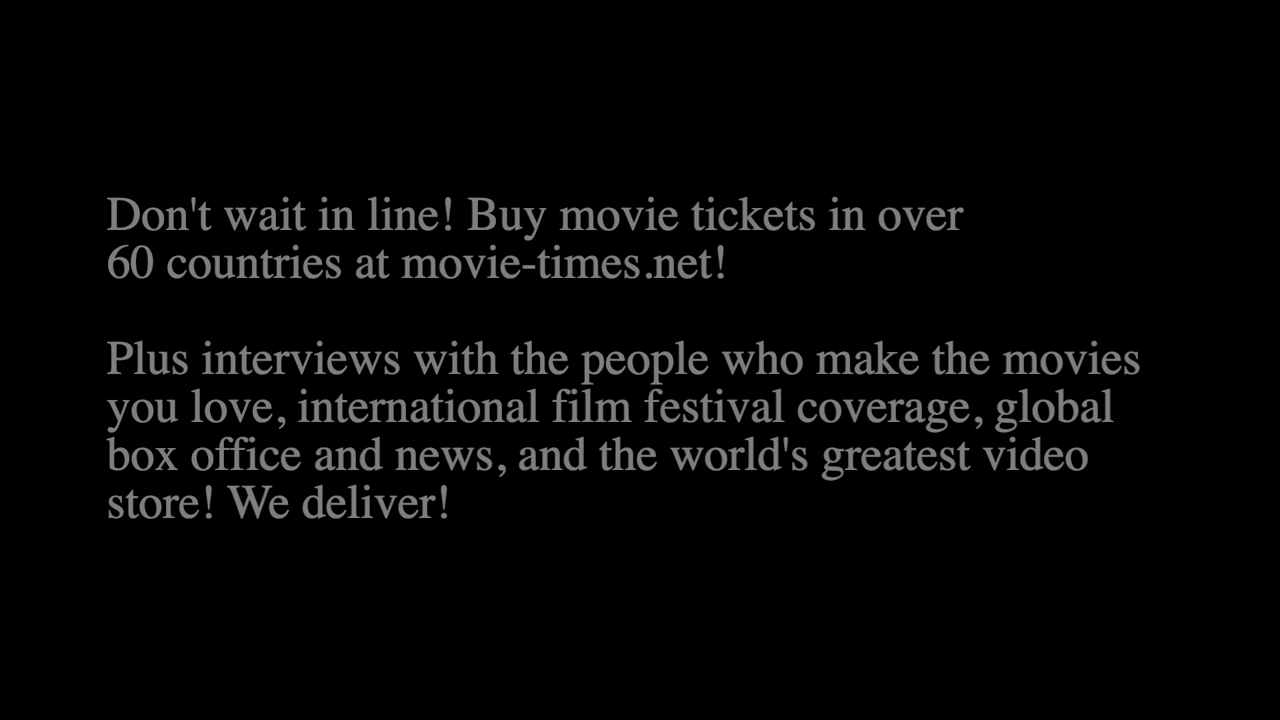 Don't wait in line! Buy movie tickets in over
60 countries at movie-times.net!
Plus interviews with the people who make the movies
you love, international film festival coverage, global
box office and news, and the world's greatest video
store! We deliver!